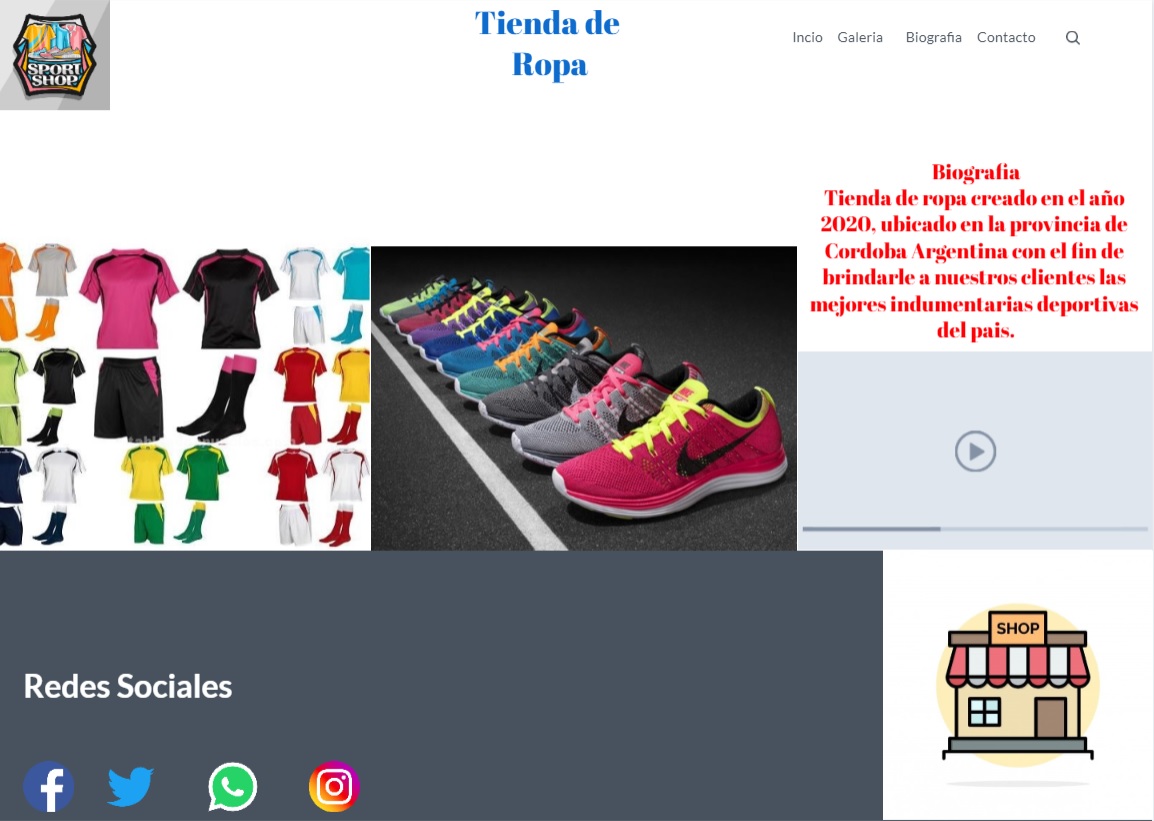 SPORT
SHOP
Tienda de
Ropa
Incio Galeria Biografia Contacto
Biografia
Tienda de ropa creado en el año
2020, ubicado en la provincia de
Cordoba Argentina con el fin de
brindarle a nuestros clientes las
mejores indumentarias deportivas
del pais.
SHOP
Redes Sociales